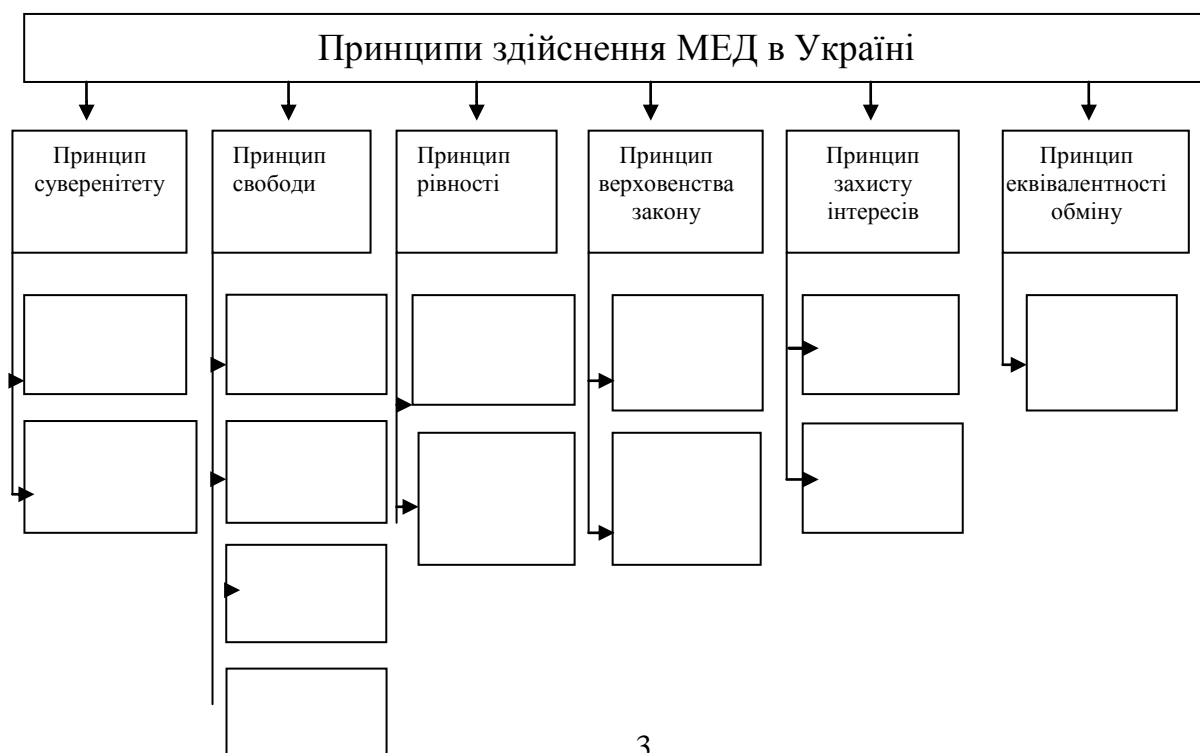 Принципи здійснення МЕД в Україні
Принцип
суверенітету
Принцип
свободи
Принцип
рівності
Принцип
верховенства
закону
Принцип
захисту
інтересів
Принцип
еквівалентності
обміну
3